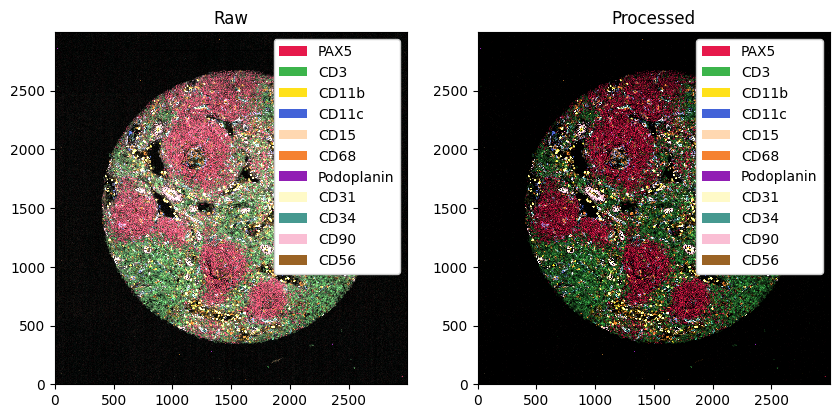 Raw
PAX5
CD3
CD11b
CD11c
CD15
CD68
Podoplanin
CD31
CD34
CD90
CD56
2500
2000
1500
1000
500
0
0 500 1000 1500 2000 2500
Processed
PAX5
CD3
CD11b
CD11c
CD15
CD68
Podoplanin
CD31
CD34
CD90
CD56
2500
2000
1500
1000
500
0
0 500 1000 1500 2000 2500